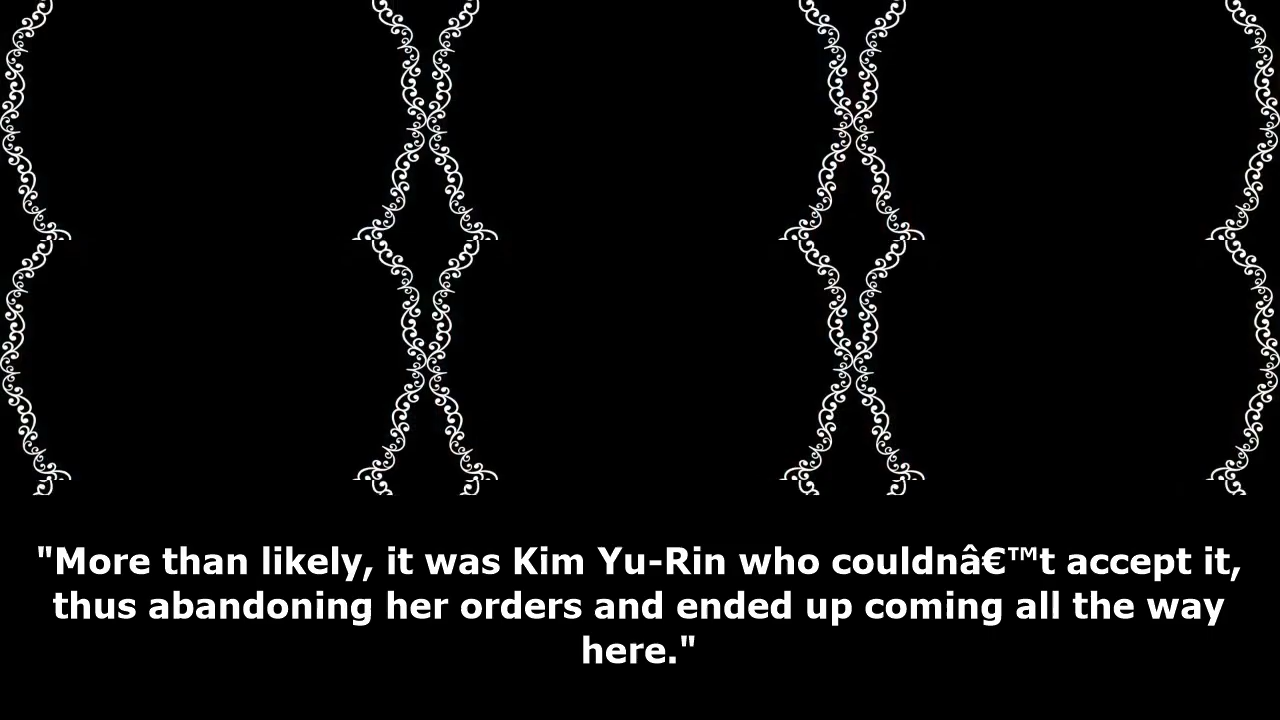 "More than likely, it was Kim Yu-Rin who couldnâ€™t accept it,
thus abandoning her orders and ended up coming all the way
here."